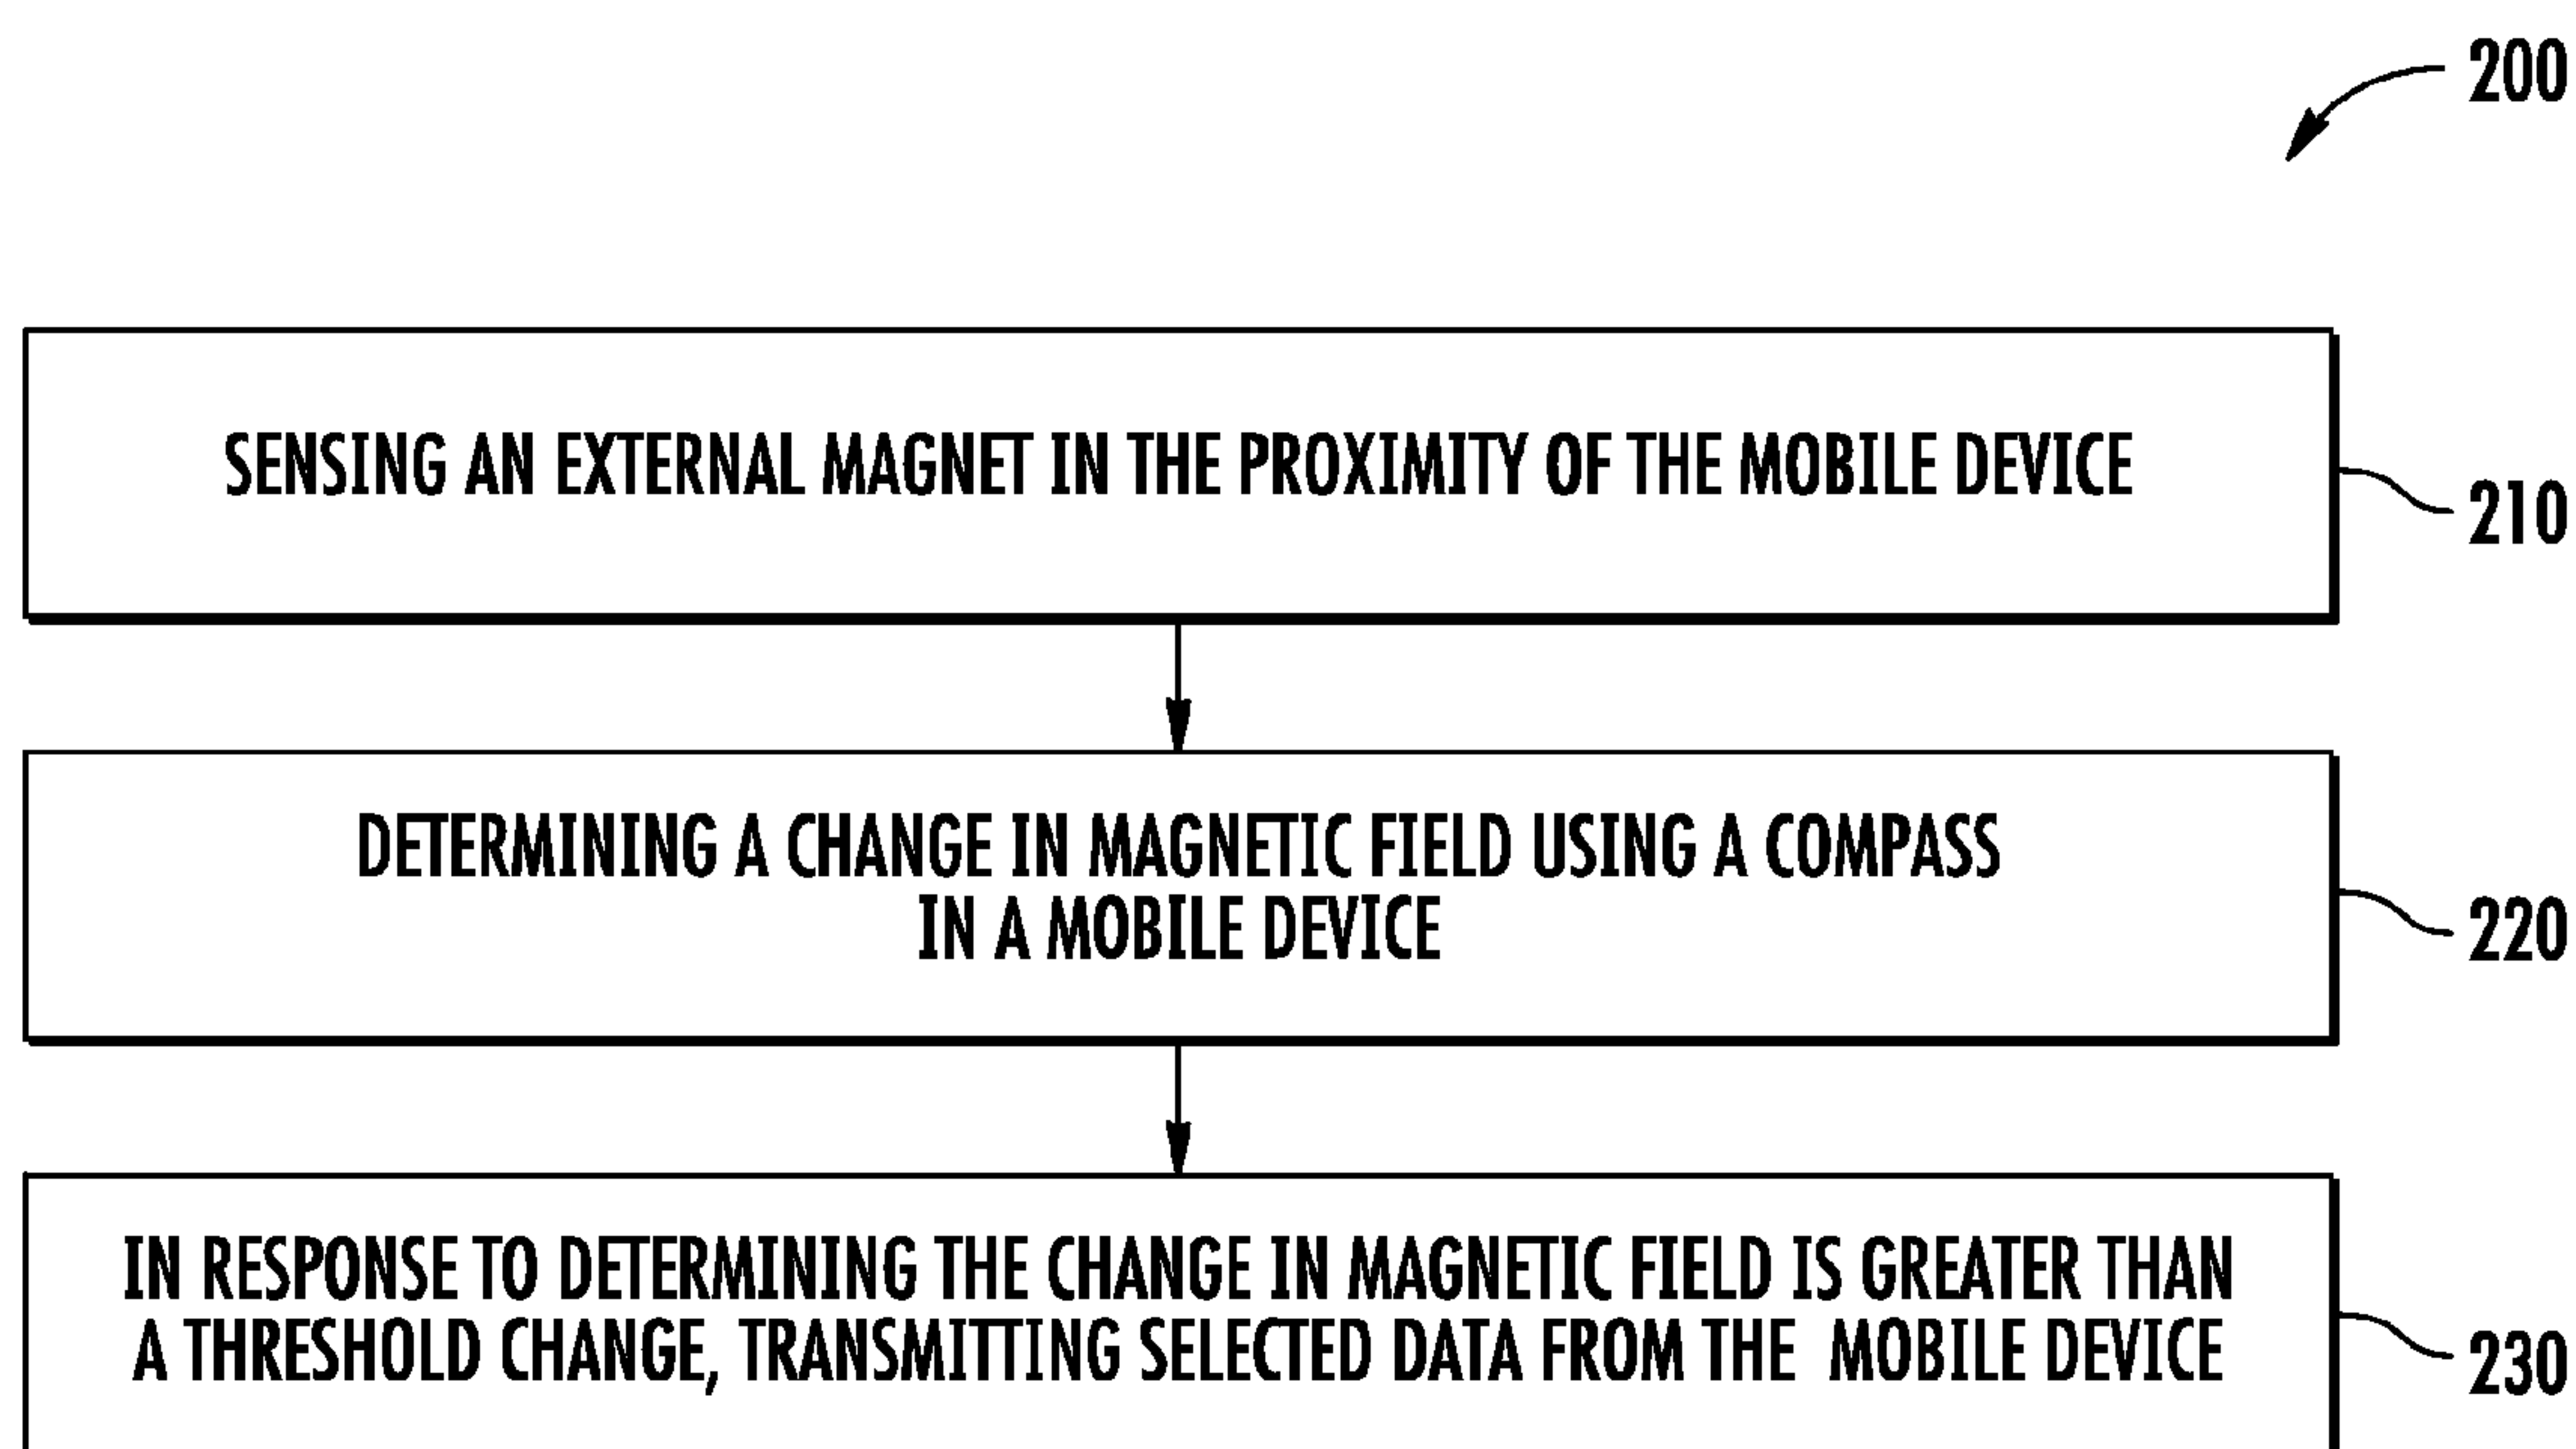 200
SENSING AN EXTERNAL MAGNET IN THE PROXIMITY OF THE MOBILE DEVICE
210
DETERMINING A CHANGE IN MAGNETIC FIELD USING A COMPASS
IN A MOBILE DEVICE
220
IN RESPONSE TO DETERMINING THE CHANGE IN MAGNETIC FIELD IS GREATER THAN
A THRESHOLD CHANGE, TRANSMITTING SELECTED DATA FROM THE MOBILE DEVICE
230